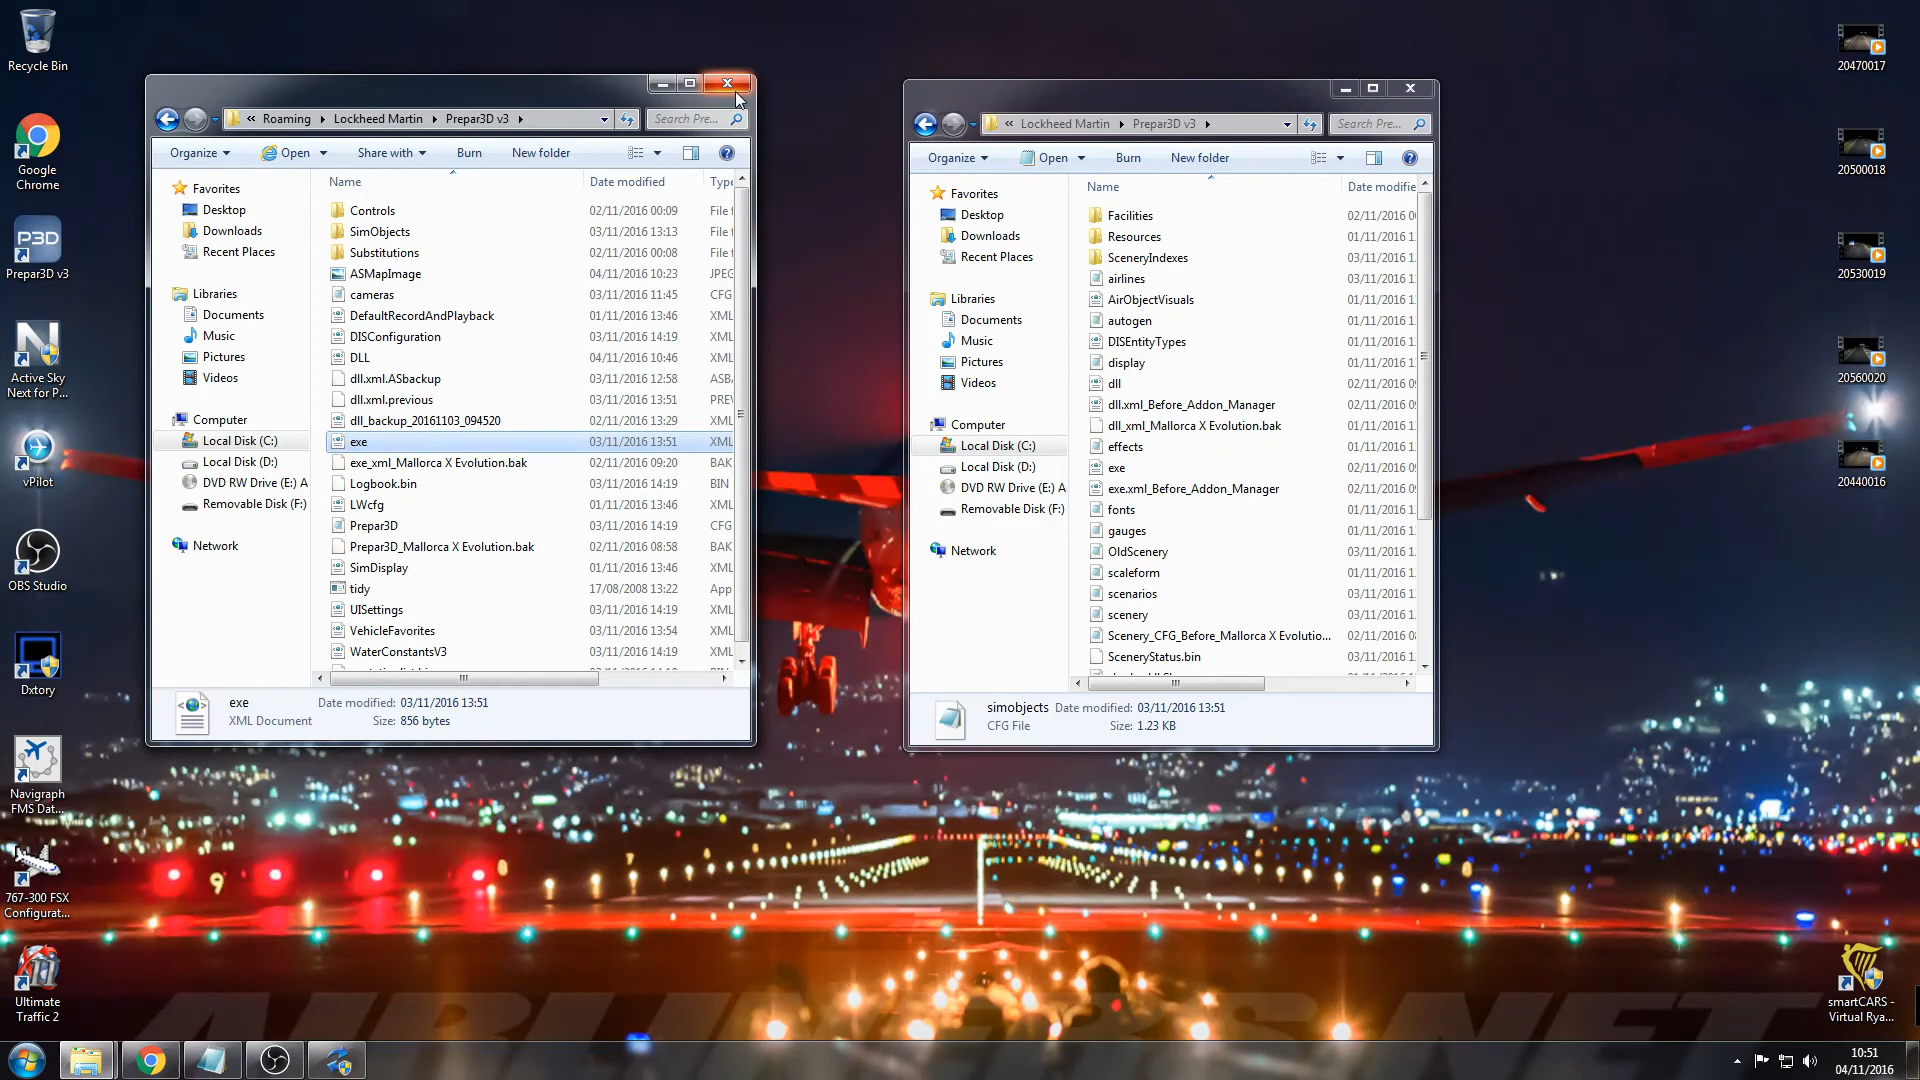 Recycle Bin
Google
Chrome
Prepar3D v3
Active Sky
Next for P...
vPilot
OBS Studio
Dxtory
Navigraph
FMS Dat...
767-300 FSX
Configurat...
Ultimate
Traffic 2
« Roaming Lockheed Martin Prepar3D v3
Search Pre...
Organize Open Share with Burn New folder
Favorites
Desktop
Downloads
Recent Places
Libraries
Documents
Music
Pictures
Videos
Computer
Local Disk (C:)
Local Disk (D:)
DVD RW Drive (E:) A
Removable Disk (F:)
Network
Name Date modified Type
Controls 02/11/2016 00:09 File f
SimObjects 03/11/2016 13:13 File f
Substitutions 02/11/2016 00:08 File f
ASMapImage 04/11/2016 10:23 JPEG
cameras 03/11/2016 11:45 CFG
DefaultRecordAndPlayback 01/11/2016 13:46 XML
DISConfiguration 03/11/2016 14:19 XML
DLL 04/11/2016 10:46 XML
dll.xml.ASbackup 03/11/2016 12:58 ASBA
dll.xml.previous 03/11/2016 13:51 PREV
dll_backup_20161103_094520 02/11/2016 13:29 XML
exe 03/11/2016 13:51 XML
exe_xml_Mallorca X Evolution.bak 02/11/2016 09:20 BAK
Logbook.bin 03/11/2016 14:19 BIN
LWcfg 01/11/2016 13:46 XML
Prepar3D 03/11/2016 14:19 CFG
Prepar3D_Mallorca X Evolution.bak 02/11/2016 08:58 BAK
SimDisplay 01/11/2016 13:46 XML
tidy 17/08/2008 13:22 App
UISettings 03/11/2016 14:19 XML
VehicleFavorites 03/11/2016 13:54 XML
WaterConstantsV3 03/11/2016 14:19 XML
exe Date modified: 03/11/2016 13:51
XML Document Size: 856 bytes
« Lockheed Martin Prepar3D v3
Search Pre...
Organize Open Burn New folder
Favorites
Desktop
Downloads
Recent Places
Libraries
Documents
Music
Pictures
Videos
Computer
Local Disk (C:)
Local Disk (D:)
DVD RW Drive (E:) A
Removable Disk (F:)
Network
Name Date modifie
Facilities 02/11/2016 0
Resources 01/11/2016 1
SceneryIndexes 03/11/2016 1
airlines 03/11/2016 1
AirObjectVisuals 01/11/2016 1
autogen 01/11/2016 1
DISEntityTypes 01/11/2016 1
display 01/11/2016 1
dll 02/11/2016 0
dll.xml_Before_Addon_Manager 02/11/2016 0
dll_xml_Mallorca X Evolution.bak 01/11/2016 1
effects 01/11/2016 1
exe 02/11/2016 0
exe.xml_Before_Addon_Manager 02/11/2016 0
fonts 01/11/2016 1
gauges 01/11/2016 1
OldScenery 03/11/2016 1
scaleform 01/11/2016 1
scenarios 03/11/2016 1
scenery 03/11/2016 1
Scenery_CFG_Before_Mallorca X Evolutio... 02/11/2016 0
SceneryStatus.bin 03/11/2016 1
simobjects Date modified: 03/11/2016 13:51
CFG File Size: 1.23 KB
20470017
20500018
20530019
20560020
20440016
smartCARS -
Virtual Rya...
9
AIRLINERS.NET
10:51
04/11/2016